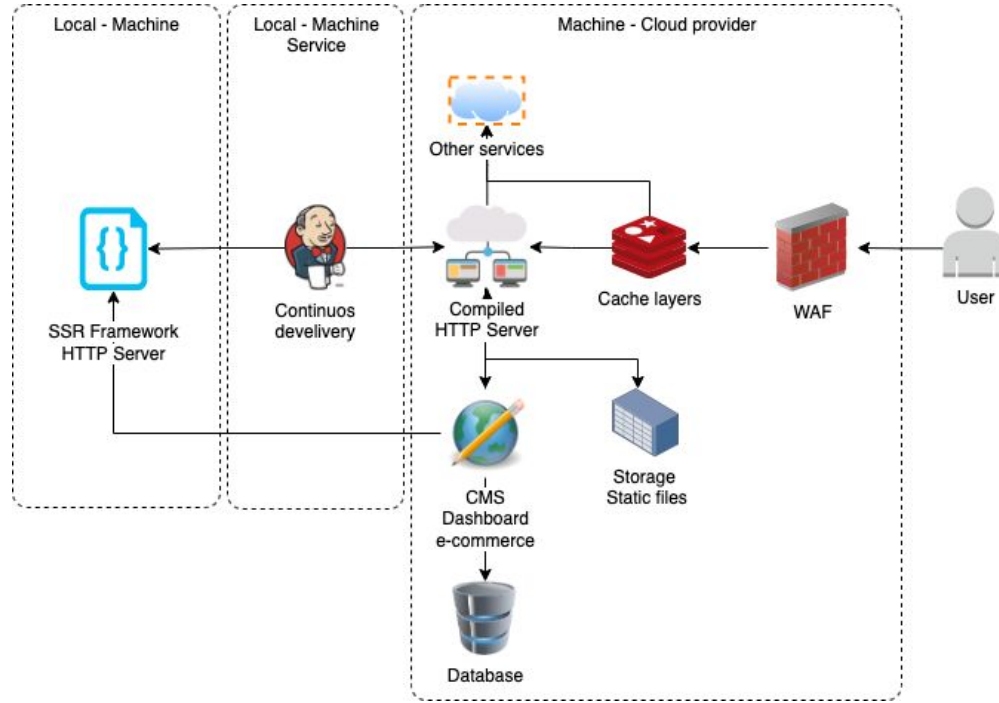 Local - Machine
Local - Machine
Service
Machine - Cloud provider
Other services
SSR Framework
HTTP Server
Continuos
develivery
Compiled
HTTP Server
Cache layers
WAF
User
CMS
Dashboard
e-commerce
Storage
Static files
Database